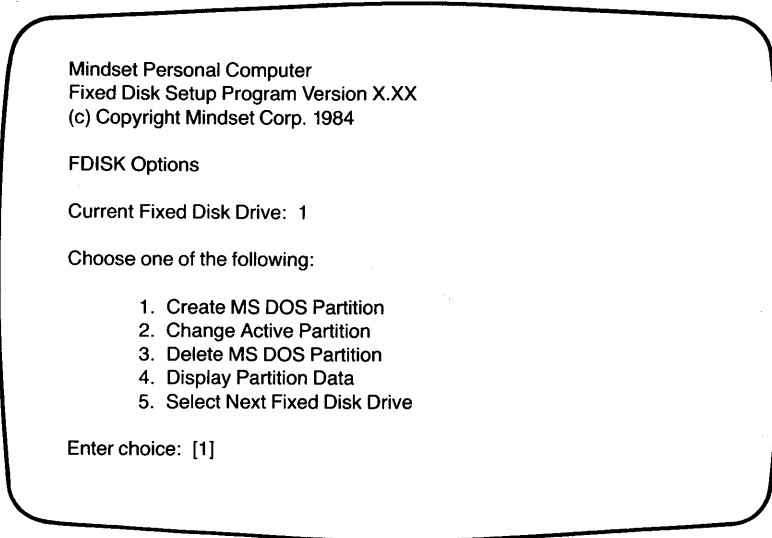 Mindset Personal Computer
Fixed Disk Setup Program Version X.XX
(c) Copyright Mindset Corp. 1984
FDISK Options
Current Fixed Disk Drive: 1
Choose one of the following:
1. Create MS DOS Partition
2. Change Active Partition
3. Delete MS DOS Partition
4. Display Partition Data
5. Select Next Fixed Disk Drive
Enter choice: [1]